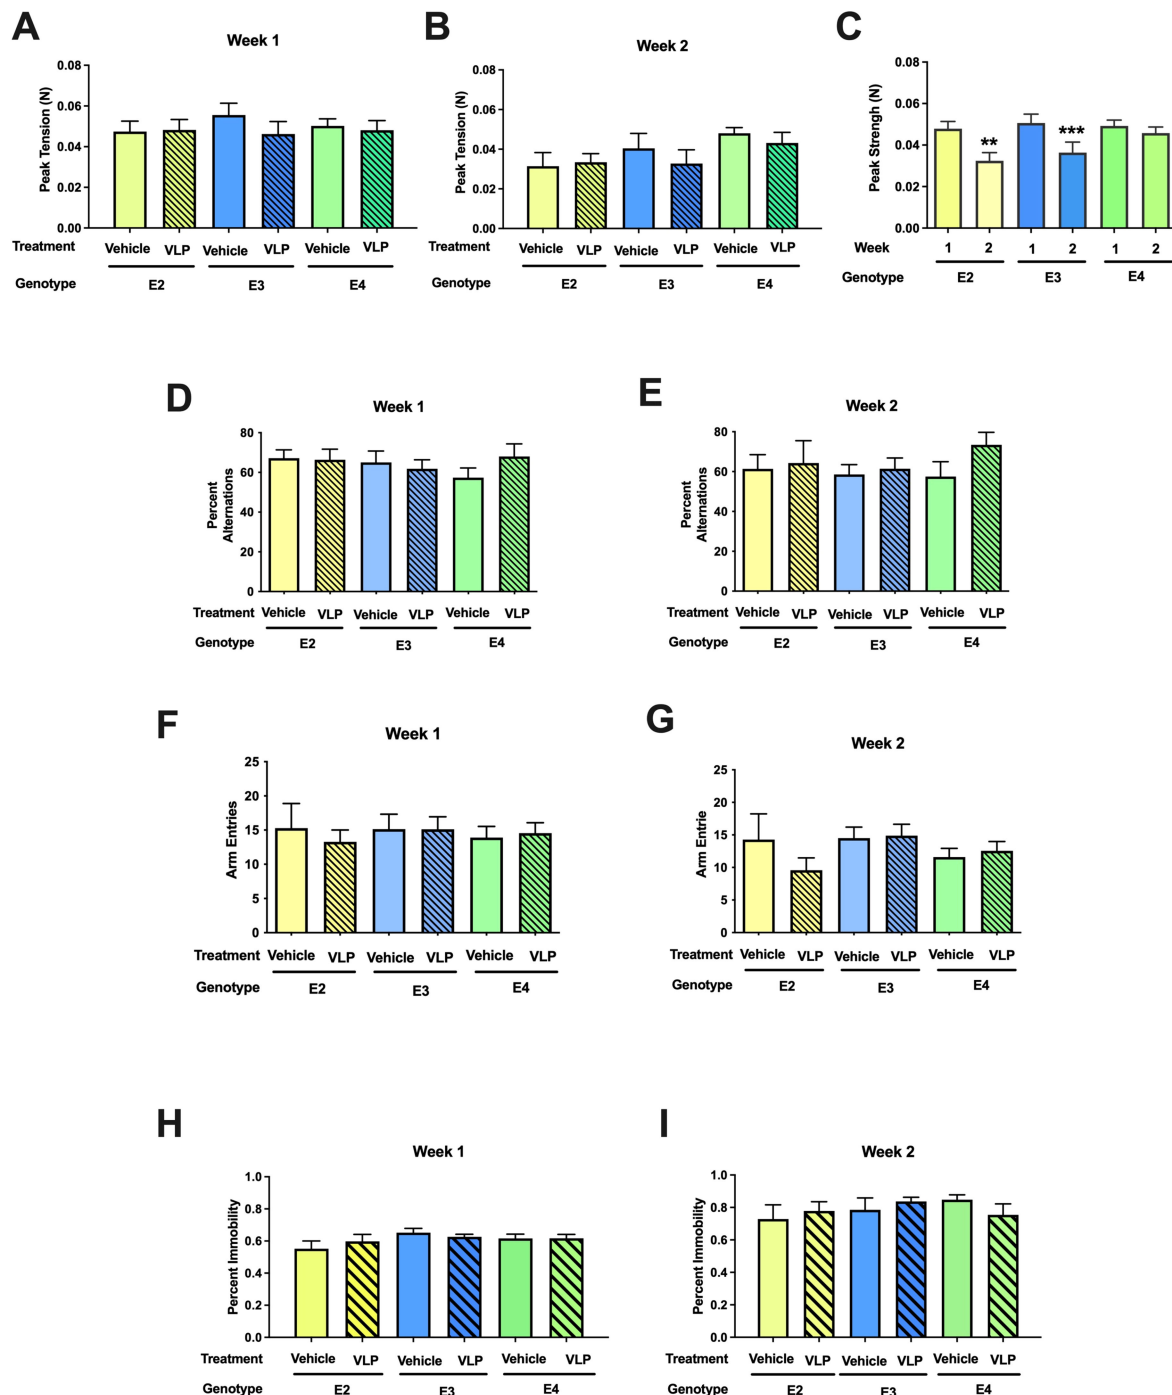 A
Week 1
Peak Tension (N)
0.08
0.06
0.04
0.02
0.00
Treatment Vehicle VLP Vehicle VLP Vehicle VLP
Genotype E2 E3 E4
B
Week 2
Peak Tension (N)
0.08
0.06
0.04
0.02
0.00
Treatment Vehicle VLP Vehicle VLP Vehicle VLP
Genotype E2 E3 E4
C
Peak Strengh (N)
0.08
0.06
0.04
0.02
0.00
** ***
Week 1 2 1 2 1 2
Genotype E2 E3 E4
D
Week 1
Percent
Alternations
80
60
40
20
0
Treatment Vehicle VLP Vehicle VLP Vehicle VLP
Genotype E2 E3 E4
E
Week 2
Percent
Alternations
80
60
40
20
0
Treatment Vehicle VLP Vehicle VLP Vehicle VLP
Genotype E2 E3 E4
F
Week 1
Arm Entries
25
20
15
10
5
0
Treatment Vehicle VLP Vehicle VLP Vehicle VLP
Genotype E2 E3 E4
G
Week 2
Arm Entrie
25
20
15
10
5
0
Treatment Vehicle VLP Vehicle VLP Vehicle VLP
Genotype E2 E3 E4
H
Week 1
Percent Immobility
1.0
0.8
0.6
0.4
0.2
0.0
Treatment Vehicle VLP Vehicle VLP Vehicle VLP
Genotype E2 E3 E4
I
Week 2
Percent Immobility
1.0
0.8
0.6
0.4
0.2
0.0
Treatment Vehicle VLP Vehicle VLP Vehicle VLP
Genotype E2 E3 E4